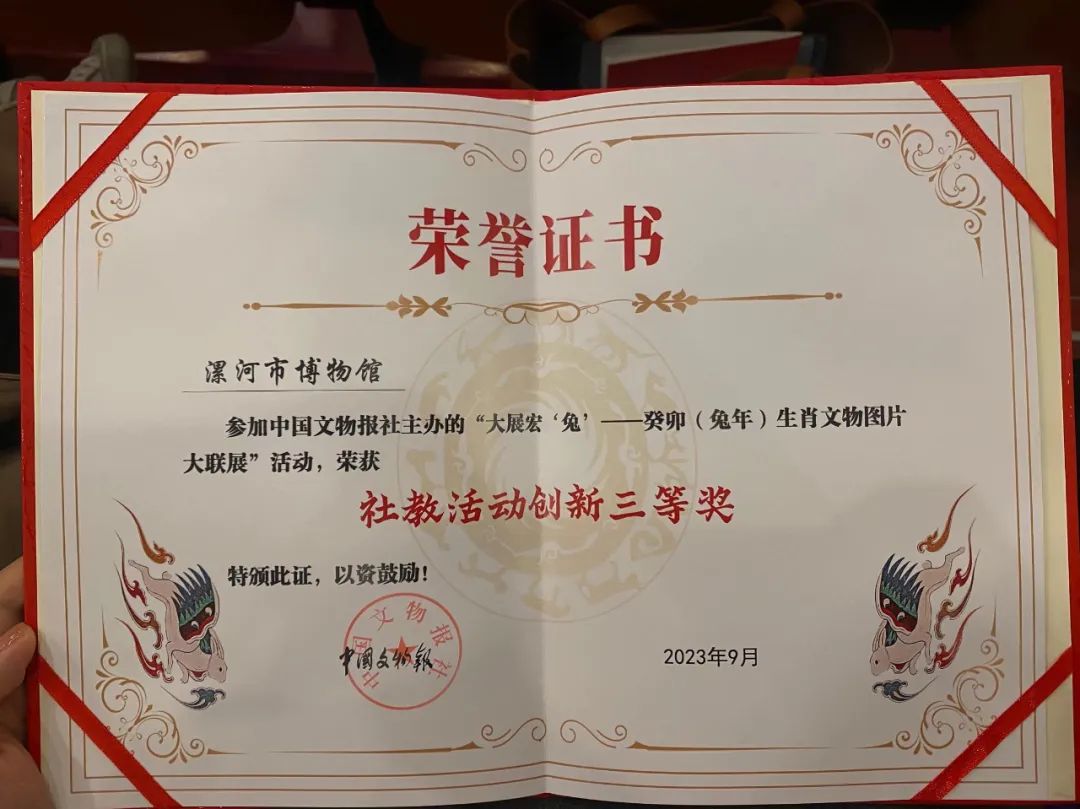 荣誉证书
漯河市博物馆
参加中国文物报社主办的“大展宏‘兔’——癸卯（兔年）生肖文物图片
大联展”活动，荣获
社教活动创新三等奖
特颁此证，以资鼓励！
中国文物报社
中國文物報
2023年9月